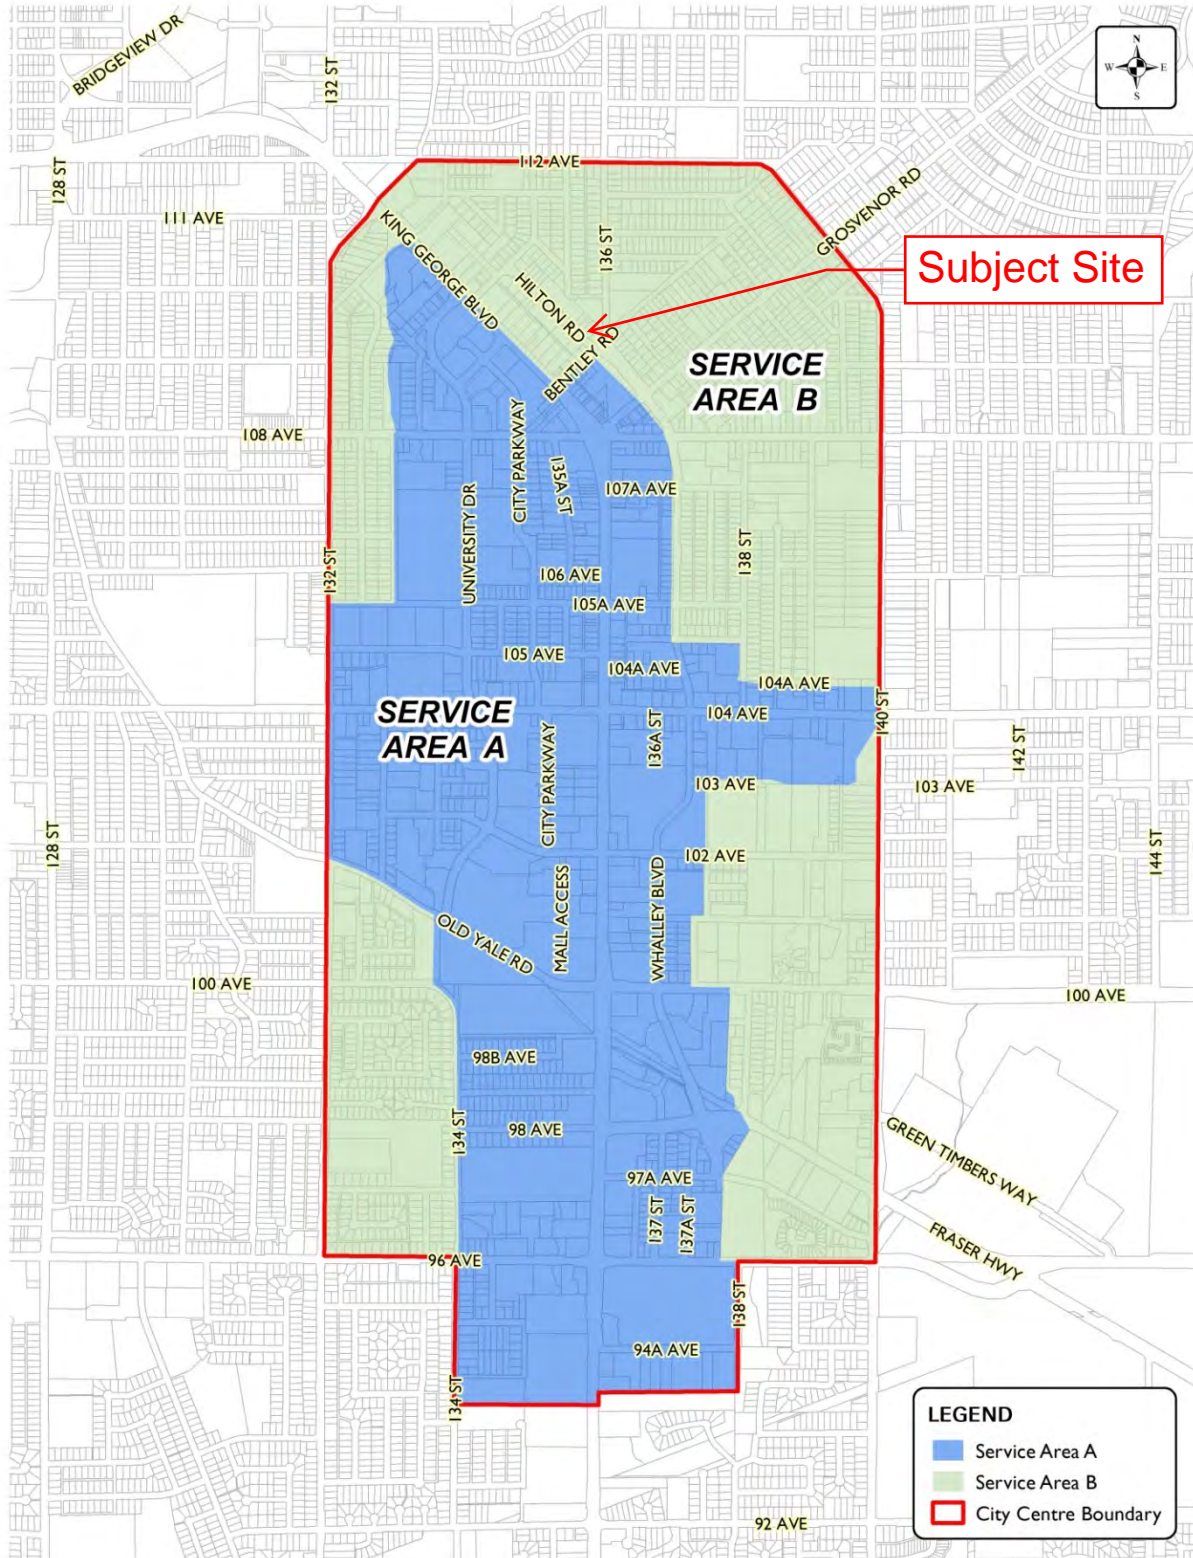 BRIDGEVIEW DR
132 ST
N
W E
S
112 AVE
128 ST
111 AVE
GROSVENOR RD
KING GEORGE BLVD
136 ST
HILTON RD
Subject Site
BENTLEY RD
SERVICE
AREA B
108 AVE
CITY PARKWAY
135A ST
107A AVE
UNIVERSITY DR
138 ST
132 ST
106 AVE
105A AVE
105 AVE
104A AVE
104A AVE
SERVICE
AREA A
104 AVE
140 ST
136A ST
142 ST
CITY PARKWAY
103 AVE
103 AVE
128 ST
102 AVE
144 ST
MALL ACCESS
WHALLEY BLVD
OLD YALE RD
100 AVE
100 AVE
98B AVE
134 ST
98 AVE
GREEN TIMBERS WAY
97A AVE
137 ST
137A ST
FRASER HWY
96 AVE
138 ST
94A AVE
134 ST
LEGEND
Service Area A
Service Area B
City Centre Boundary
92 AVE